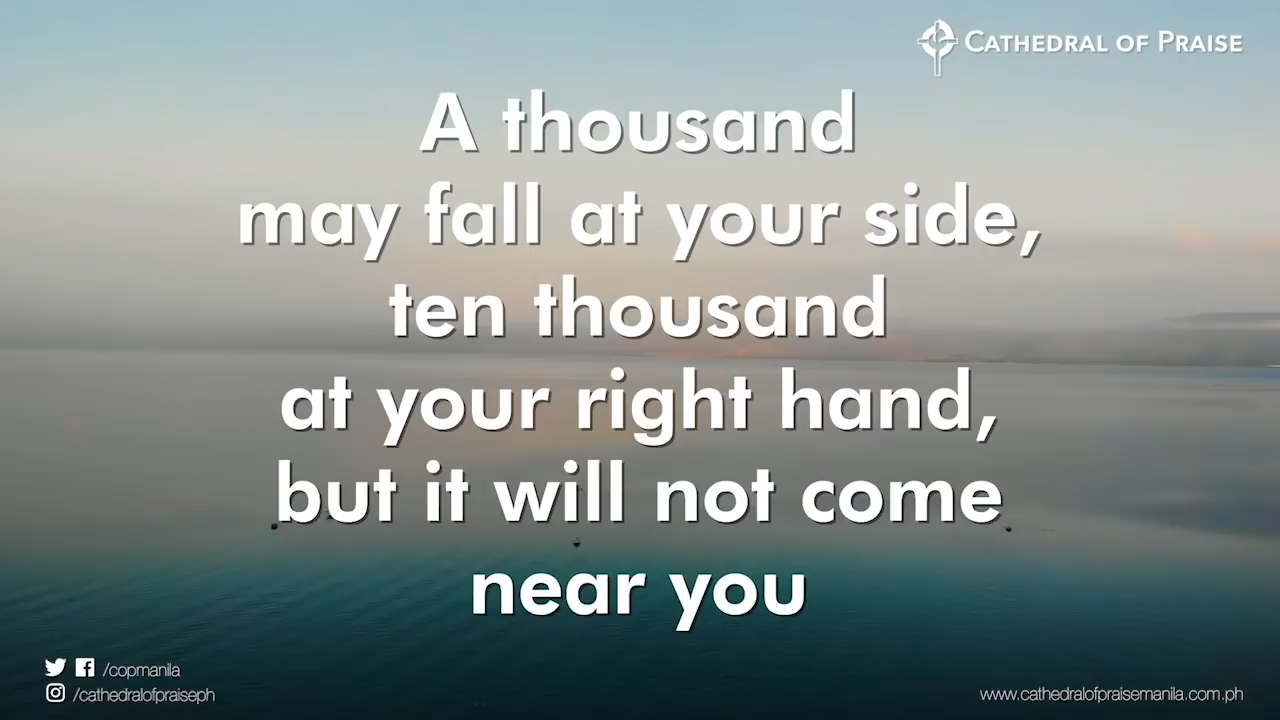 CATHEDRAL OF PRAISE
A thousand
may fall at your side,
ten thousand
at your right hand,
but it will not come
near you
/copmanila
/cathedralofpraiseph
www.cathedralofpraisemanila.com.ph